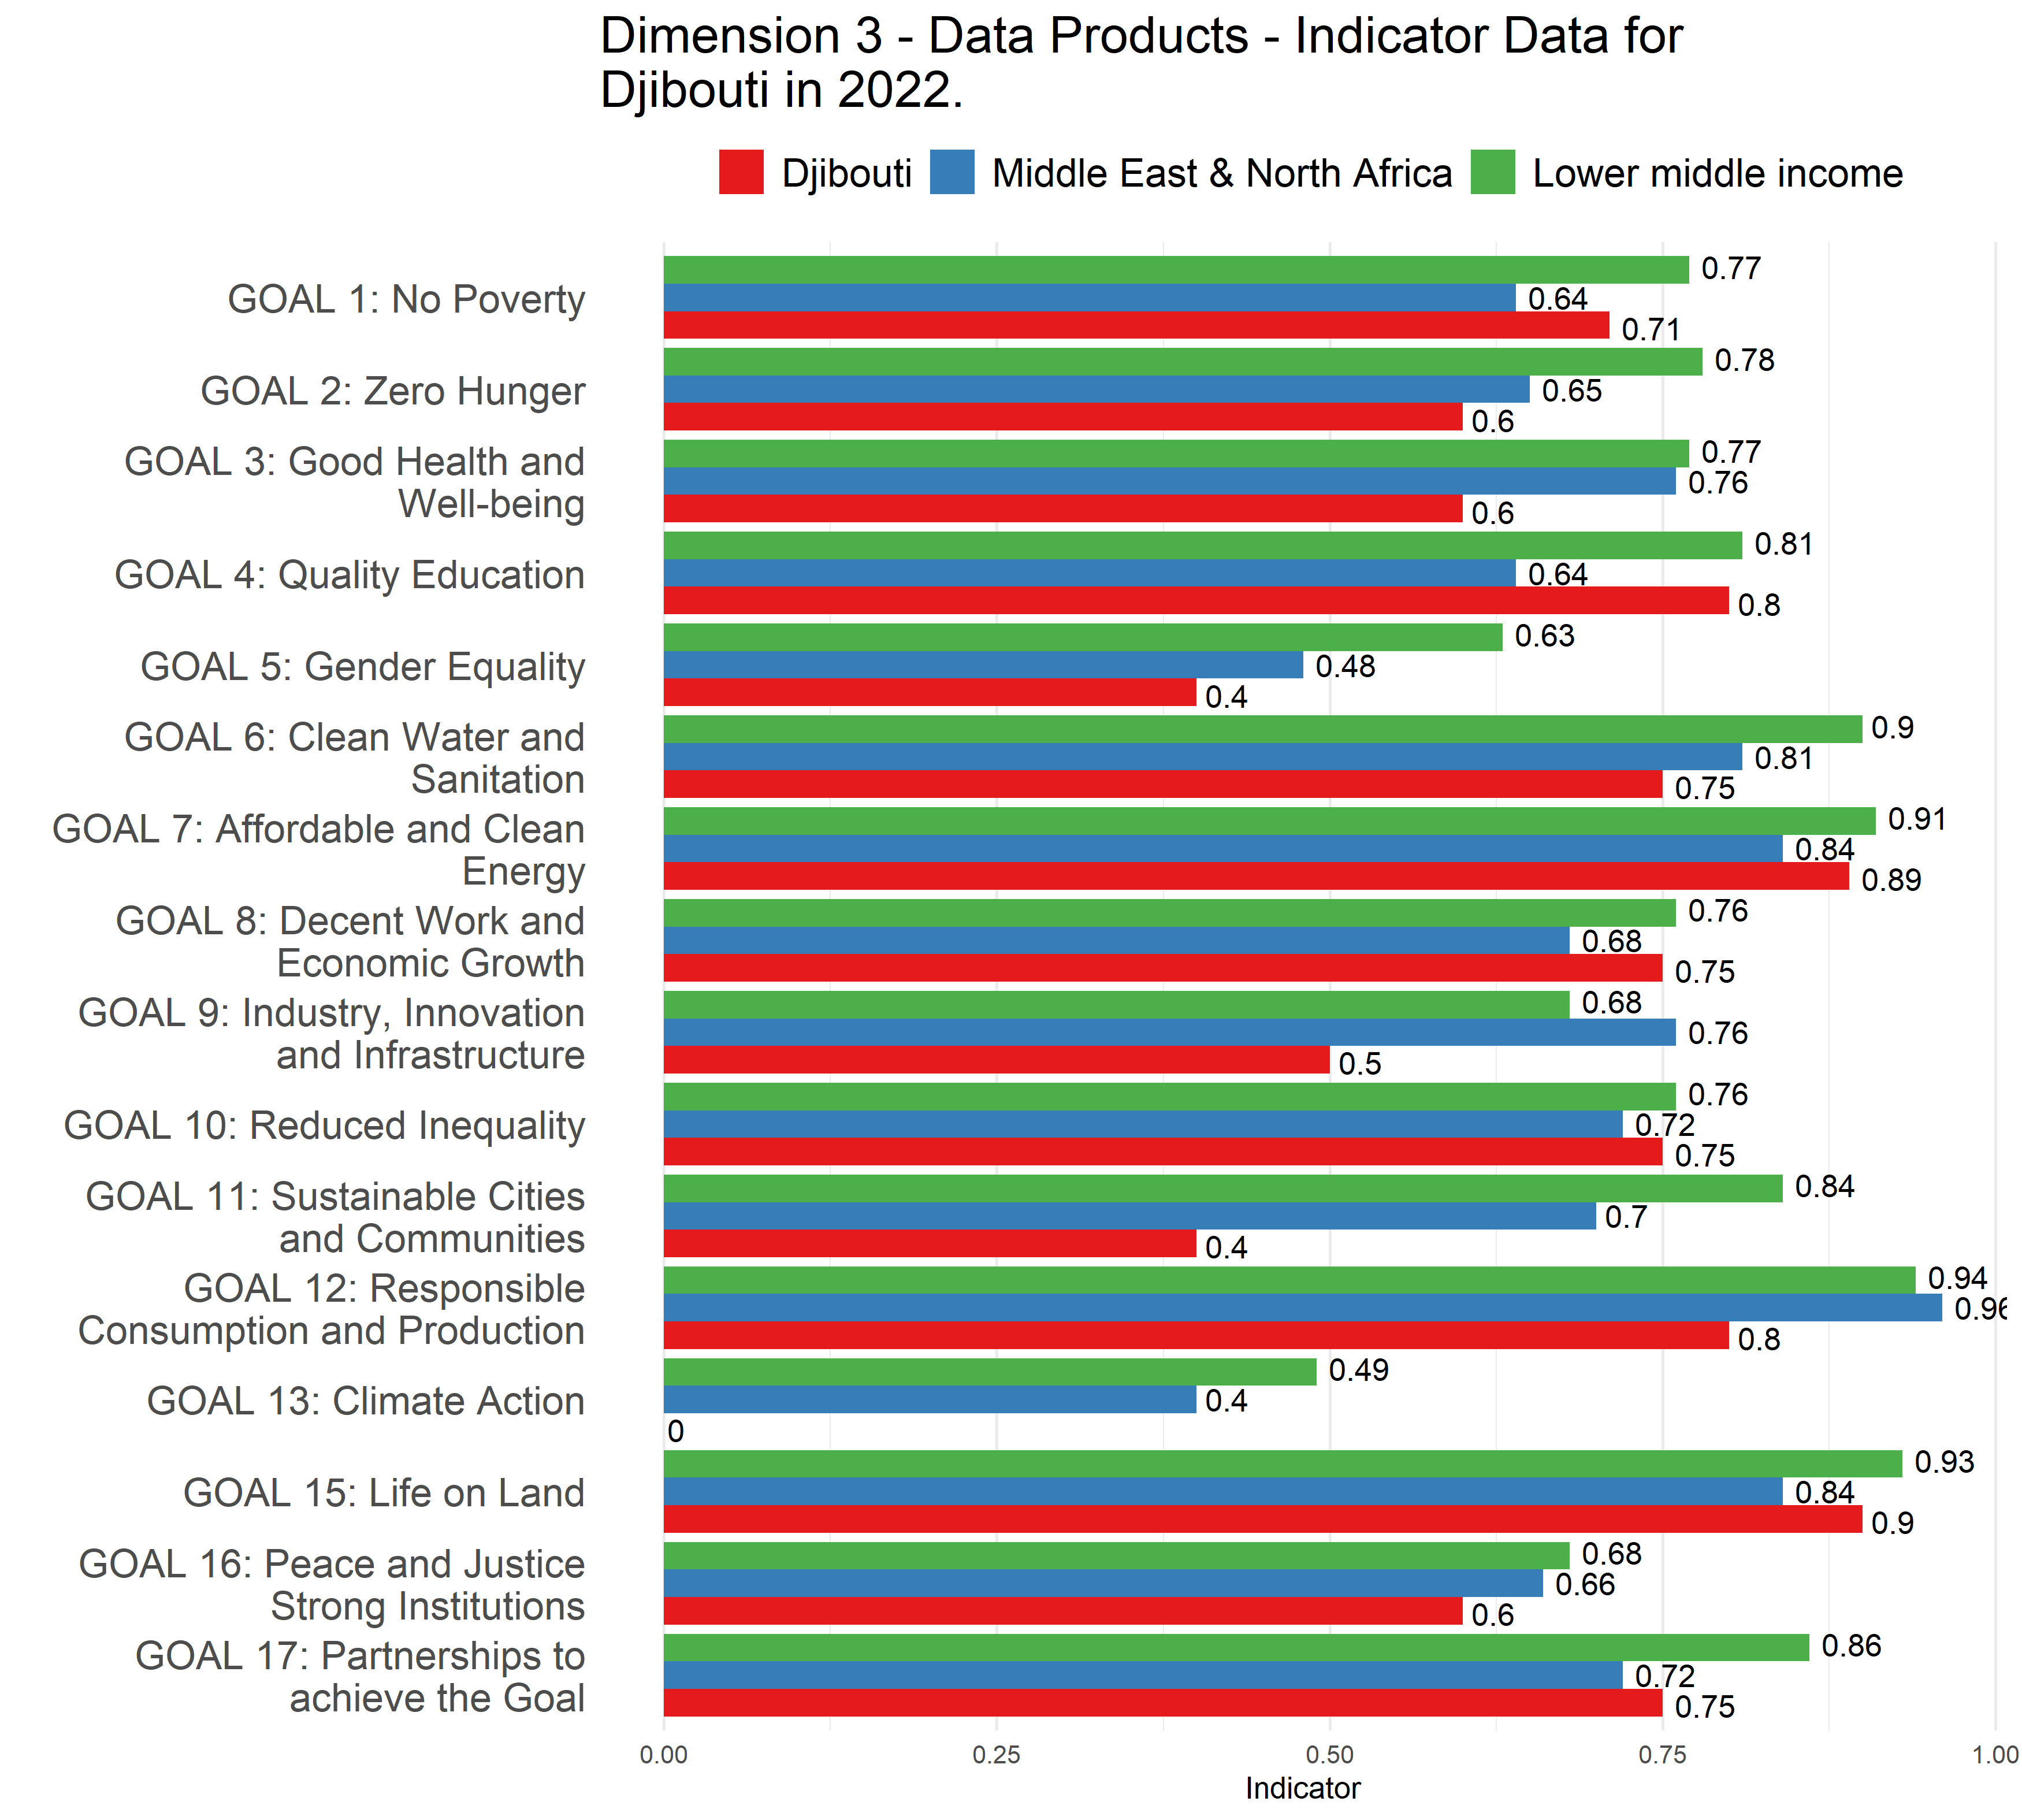 Dimension 3 - Data Products - Indicator Data for
Djibouti in 2022.
Djibouti Middle East & North Africa Lower middle income
GOAL 1: No Poverty
0.77
0.64
0.71
GOAL 2: Zero Hunger
0.78
0.65
0.6
GOAL 3: Good Health and
Well-being
0.77
0.76
0.6
GOAL 4: Quality Education
0.81
0.64
0.8
GOAL 5: Gender Equality
0.63
0.48
0.4
GOAL 6: Clean Water and
Sanitation
0.9
0.81
0.75
GOAL 7: Affordable and Clean
Energy
0.91
0.84
0.89
GOAL 8: Decent Work and
Economic Growth
0.76
0.68
0.75
GOAL 9: Industry, Innovation
and Infrastructure
0.68
0.76
0.5
GOAL 10: Reduced Inequality
0.76
0.72
0.75
GOAL 11: Sustainable Cities
and Communities
0.84
0.7
0.4
GOAL 12: Responsible
Consumption and Production
0.94
0.96
0.8
GOAL 13: Climate Action
0.49
0.4
0
GOAL 15: Life on Land
0.93
0.84
0.9
GOAL 16: Peace and Justice
Strong Institutions
0.68
0.66
0.6
GOAL 17: Partnerships to
achieve the Goal
0.86
0.72
0.75
0.00 0.25 0.50 0.75 1.00
Indicator